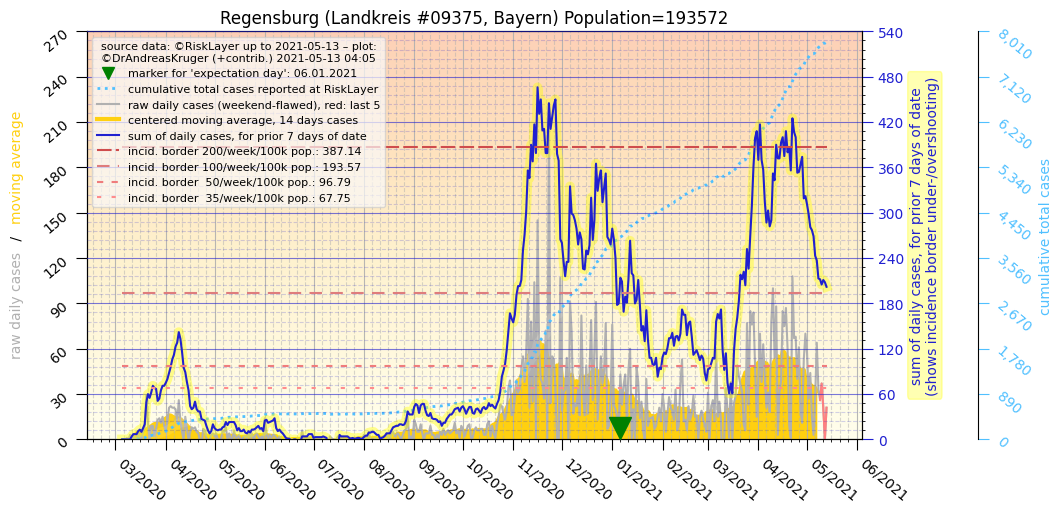 Regensburg (Landkreis #09375, Bayern) Population=193572
source data: ©RiskLayer up to 2021-05-13 – plot:
©DrAndreasKruger (+contrib.) 2021-05-13 04:05
marker for 'expectation day': 06.01.2021
cumulative total cases reported at RiskLayer
raw daily cases (weekend-flawed), red: last 5
centered moving average, 14 days cases
sum of daily cases, for prior 7 days of date
incid. border 200/week/100k pop.: 387.14
incid. border 100/week/100k pop.: 193.57
incid. border  50/week/100k pop.: 96.79
incid. border  35/week/100k pop.: 67.75
raw daily cases / moving average
270
240
210
180
150
120
90
60
30
0
540
480
420
360
300
240
180
120
60
0
sum of daily cases, for prior 7 days of date
(shows incidence border under-/overshooting)
8,010
7,120
6,230
5,340
4,450
3,560
2,670
1,780
890
0
cumulative total cases
03/2020
04/2020
05/2020
06/2020
07/2020
08/2020
09/2020
10/2020
11/2020
12/2020
01/2021
02/2021
03/2021
04/2021
05/2021
06/2021